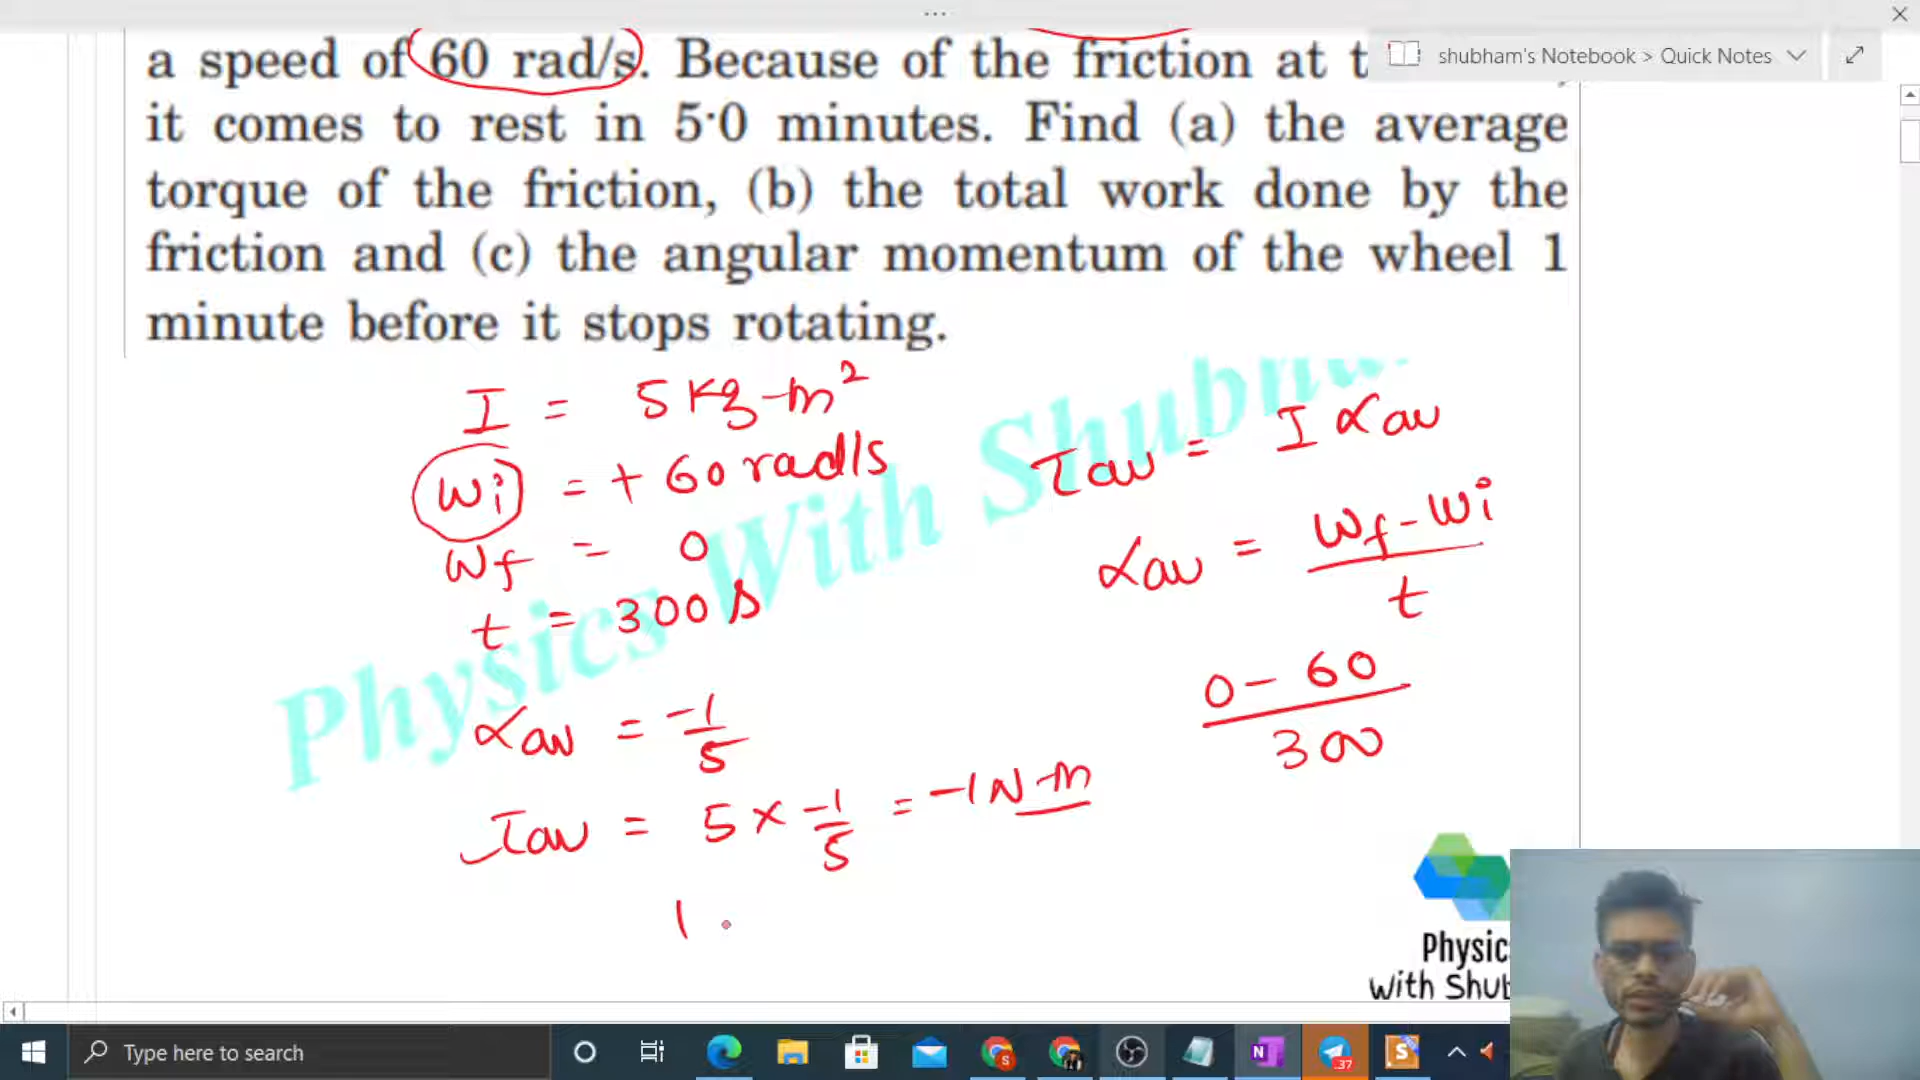 ...
shubham's Notebook > Quick Notes
a speed of 60 rad/s. Because of the friction at
it comes to rest in 5·0 minutes. Find (a) the average
torque of the friction, (b) the total work done by the
friction and (c) the angular momentum of the wheel 1
minute before it stops rotating.
I = 5 Kg-m²
ωi = + 60 rad/s
ωf = 0
t = 300 s
αav = -1/5
τav = 5 × -1/5 = -1 N-m
1
τav = I αav
αav = ωf - ωi / t
0 - 60 / 300
Physics With Shubha
Physic
With Shu
Type here to search
37